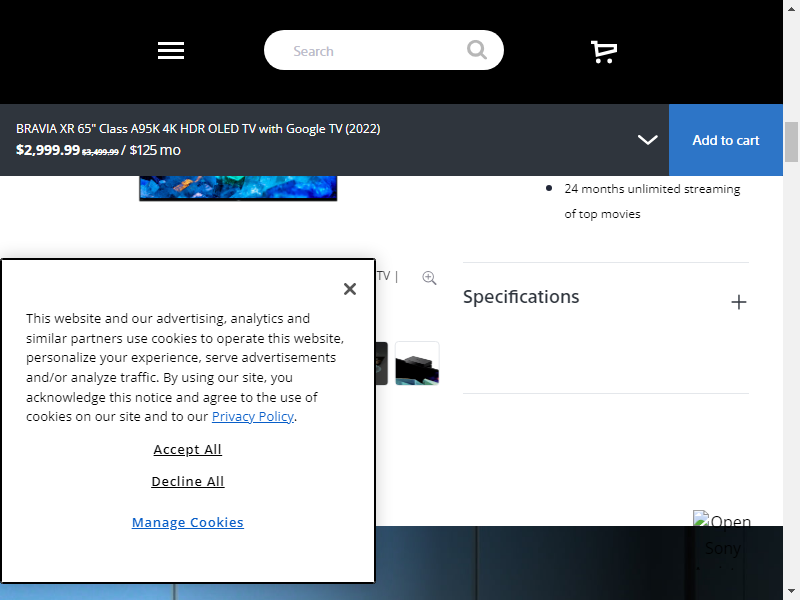 Search
BRAVIA XR 65" Class A95K 4K HDR OLED TV with Google TV (2022)
$2,999.99 $3,499.99 / $125 mo
Add to cart
24 months unlimited streaming
of top movies
TV |
Specifications
This website and our advertising, analytics and
similar partners use cookies to operate this website,
personalize your experience, serve advertisements
and/or analyze traffic. By using our site, you
acknowledge this notice and agree to the use of
cookies on our site and to our Privacy Policy.
Accept All
Decline All
Manage Cookies
Open
Sony